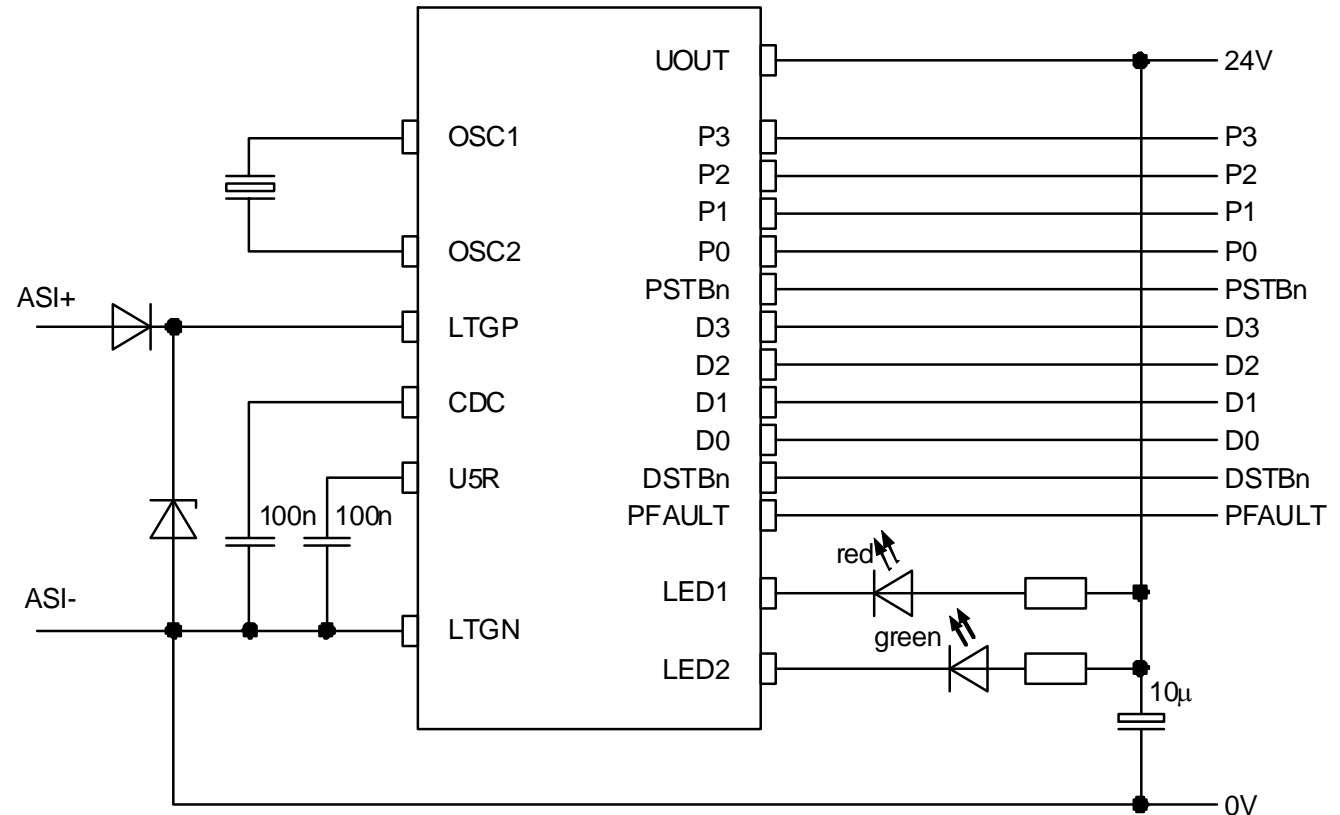 UOUT
24V
OSC1
P3
P3
P2
P2
P1
P1
OSC2
P0
P0
PSTBn
PSTBn
ASI+
LTGP
D3
D3
D2
D2
CDC
D1
D1
D0
D0
U5R
DSTBn
DSTBn
100n
100n
PFAULT
PFAULT
red
ASI-
LED1
LTGN
green
LED2
10μ
0V